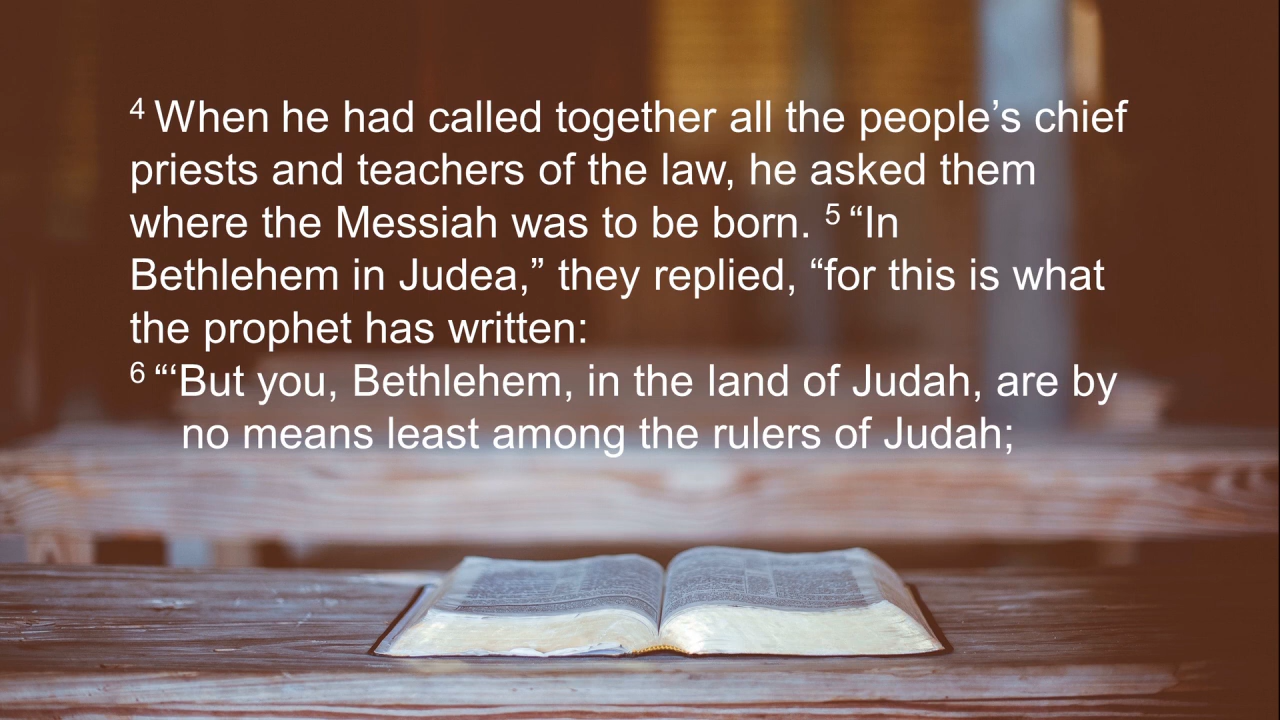 4 When he had called together all the people’s chief
priests and teachers of the law, he asked them
where the Messiah was to be born. 5 “In
Bethlehem in Judea,” they replied, “for this is what
the prophet has written:
6 “‘But you, Bethlehem, in the land of Judah, are by
no means least among the rulers of Judah;